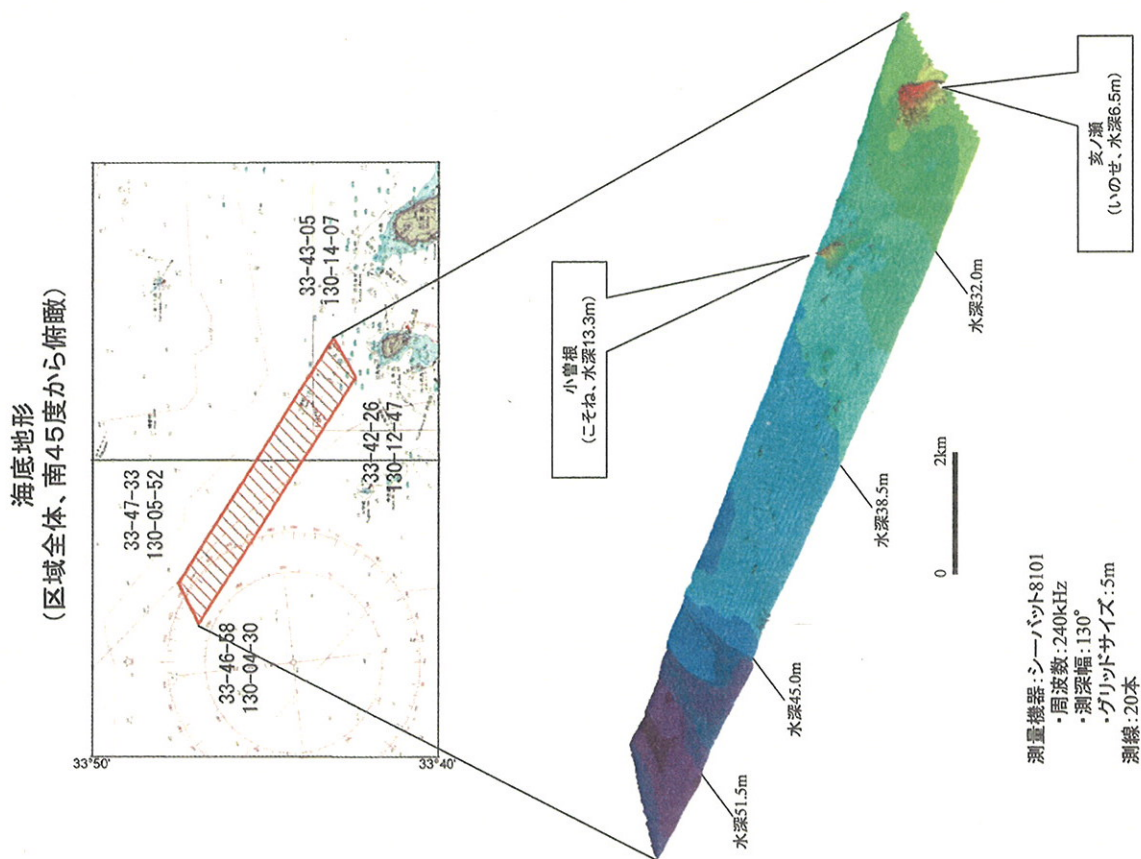 海底地形
(区域全体、南45度から俯瞰)
33°50'
33°40'
33-47-33
130-05-52
33-46-58
130-04-30
33-43-05
130-14-07
33-42-26
130-12-47
小曽根
(こそね、水深13.3m)
亥ノ瀬
(いのせ、水深6.5m)
水深32.0m
水深38.5m
水深45.0m
水深51.5m
0
2km
測量機器:シーバット8101
・周波数:240kHz
・測深幅:130°
・グリッドサイズ:5m
測線:20本